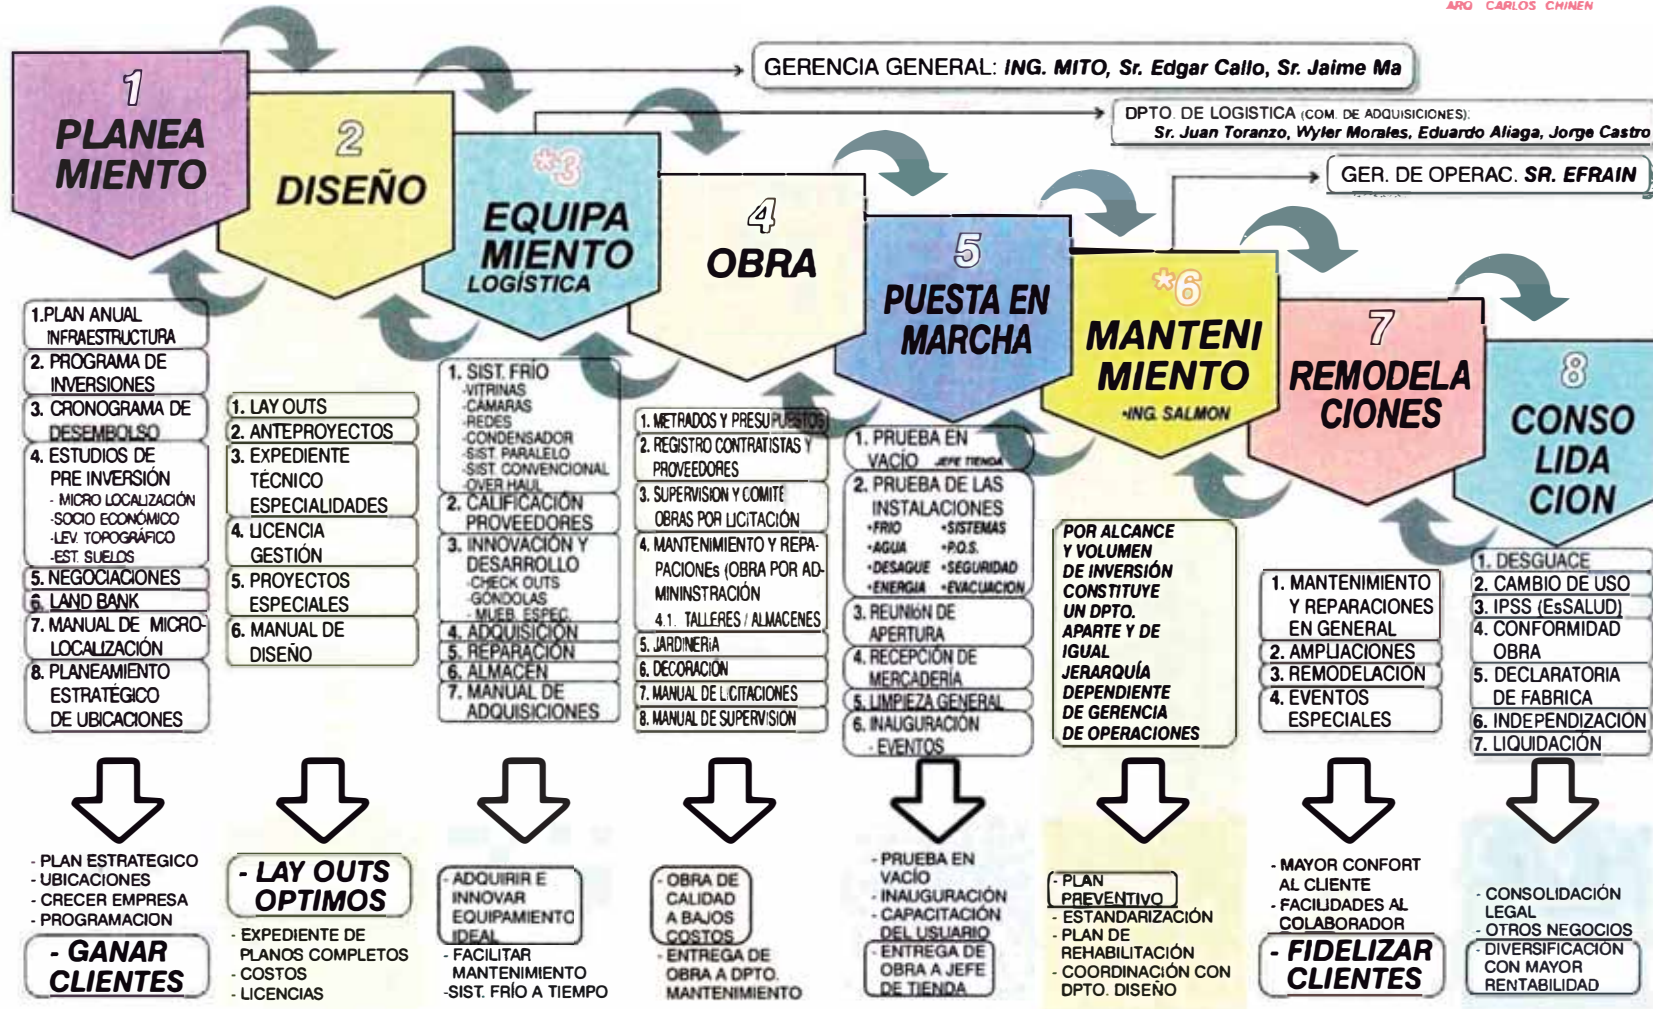 ARQ CARLOS CHINEN
GERENCIA GENERAL: ING. MITO, Sr. Edgar Callo, Sr. Jaime Ma
DPTO. DE LOGISTICA (COM. DE ADQUISICIONES):
Sr. Juan Toranzo, Wyler Morales, Eduardo Aliaga, Jorge Castro
GER. DE OPERAC. SR. EFRAIN
1
PLANEA
MIENTO
2
DISEÑO
*3
EQUIPA
MIENTO
LOGÍSTICA
4
OBRA
5
PUESTA EN
MARCHA
*6
MANTENI
MIENTO
•ING. SALMON
7
REMODELA
CIONES
8
CONSO
LIDA
CION
1.PLAN ANUAL
INFRAESTRUCTURA
2. PROGRAMA DE
INVERSIONES
3. CRONOGRAMA DE
DESEMBOLSO
4. ESTUDIOS DE
PRE INVERSIÓN
- MICRO LOCALIZACIÓN
-SOCIO ECONÓMICO
-LEV. TOPOGRÁFICO
-EST. SUELOS
5. NEGOCIACIONES
6. LAND BANK
7. MANUAL DE MICRO-
LOCALIZACIÓN
8. PLANEAMIENTO
ESTRATÉGICO
DE UBICACIONES
1. LAY OUTS
2. ANTEPROYECTOS
3. EXPEDIENTE
TÉCNICO
ESPECIALIDADES
4. LICENCIA
GESTIÓN
5. PROYECTOS
ESPECIALES
6. MANUAL DE
DISEÑO
1. SIST. FRÍO
-VITRINAS
-CÁMARAS
-REDES
-CONDENSADOR
-SIST. PARALELO
-SIST. CONVENCIONAL
-OVER HAUL
2. CALIFICACIÓN
PROVEEDORES
3. INNOVACIÓN Y
DESARROLLO
-CHECK OUTS
-GÓNDOLAS
- MUEB. ESPEC.
4. ADQUISICIÓN
5. REPARACIÓN
6. ALMACÉN
7. MANUAL DE
ADQUISICIONES
1. METRADOS Y PRESUPUESTOS
2. REGISTRO CONTRATISTAS Y
PROVEEDORES
3. SUPERVISION Y COMITÉ
OBRAS POR LICITACIÓN
4. MANTENIMIENTO Y REPA-
PACIONEs (OBRA POR AD-
MININSTRACIÓN
4.1. TALLERES / ALMACENES
5. JARDINERíA
6. DECORACIÓN
7. MANUAL DE LICITACIONES
8. MANUAL DE SUPERVISIÓN
1. PRUEBA EN
VACÍO JEFE TIENDA
2. PRUEBA DE LAS
INSTALACIONES
•FRIO •SISTEMAS
•AGUA •P.O.S.
•DESAGUE •SEGURIDAD
•ENERGIA •EVACUACION
3. REUNIóN DE
APERTURA
4. RECEPCIÓN DE
MERCADERÍA
5. LIMPIEZA GENERAL
6. INAUGURACIÓN
- EVENTOS
POR ALCANCE
Y VOLUMEN
DE INVERSIÓN
CONSTITUYE
UN DPTO.
APARTE Y DE
IGUAL
JERARQUÍA
DEPENDIENTE
DE GERENCIA
DE OPERACIONES
1. MANTENIMIENTO
Y REPARACIONES
EN GENERAL
2. AMPLIACIONES
3. REMODELACION
4. EVENTOS
ESPECIALES
1. DESGUACE
2. CAMBIO DE USO
3. IPSS (EsSALUD)
4. CONFORMIDAD
OBRA
5. DECLARATORIA
DE FABRICA
6. INDEPENDIZACIÓN
7. LIQUIDACIÓN
- PLAN ESTRATEGICO
- UBICACIONES
- CRECER EMPRESA
- PROGRAMACION
- GANAR
CLIENTES
- LAY OUTS
OPTIMOS
- EXPEDIENTE DE
PLANOS COMPLETOS
- COSTOS
- LICENCIAS
- ADQUIRIR E
INNOVAR
EQUIPAMIENTO
IDEAL
- FACILITAR
MANTENIMIENTO
-SIST. FRÍO A TIEMPO
- OBRA DE
CALIDAD
A BAJOS
COSTOS
- ENTREGA DE
OBRA A DPTO.
MANTENIMIENTO
- PRUEBA EN
VACÍO
- INAUGURACIÓN
- CAPACITACIÓN
DEL USUARIO
- ENTREGA DE
OBRA A JEFE
DE TIENDA
- PLAN
PREVENTIVO
- ESTANDARIZACIÓN
- PLAN DE
REHABILITACIÓN
- COORDINACIÓN CON
DPTO. DISEÑO
- MAYOR CONFORT
AL CLIENTE
- FACILIDADES AL
COLABORADOR
- FIDELIZAR
CLIENTES
- CONSOLIDACIÓN
LEGAL
- OTROS NEGOCIOS
- DIVERSIFICACIÓN
CON MAYOR
RENTABILIDAD